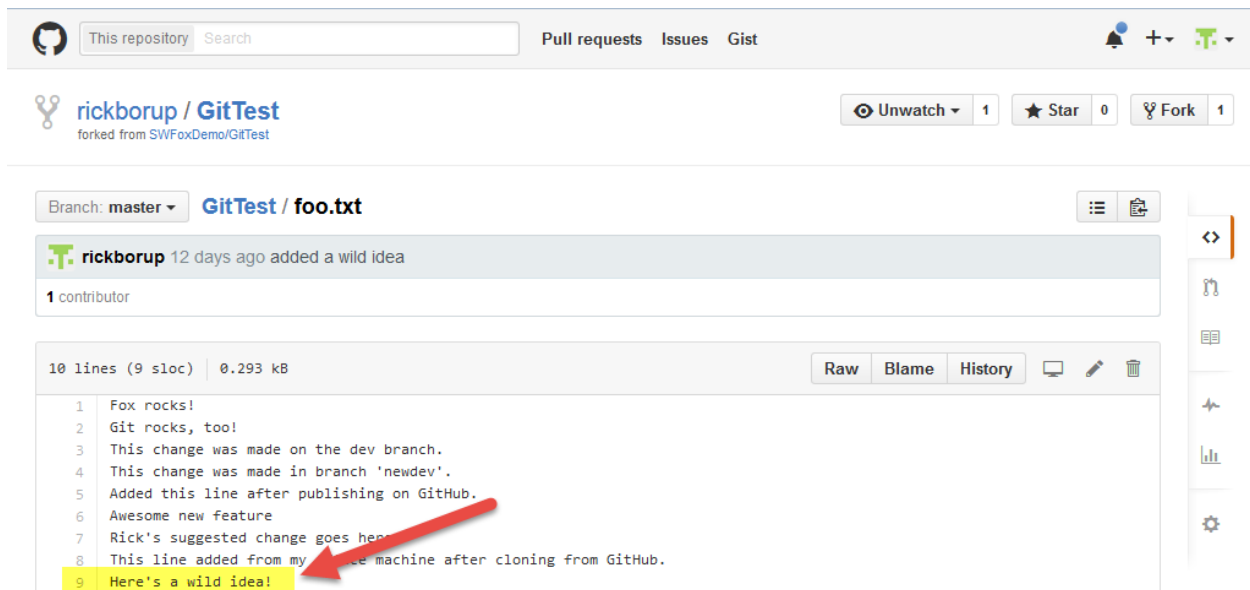 This repository Search Pull requests Issues Gist
rickborup / GitTest Unwatch 1 Star 0 Fork 1
forked from SWFoxDemo/GitTest
Branch: master GitTest / foo.txt
rickborup 12 days ago added a wild idea
1 contributor
10 lines (9 sloc) 0.293 kB Raw Blame History
1 Fox rocks!
2 Git rocks, too!
3 This change was made on the dev branch.
4 This change was made in branch 'newdev'.
5 Added this line after publishing on GitHub.
6 Awesome new feature
7 Rick's suggested change goes
8 This line added from my machine after cloning from GitHub.
9 Here's a wild idea!